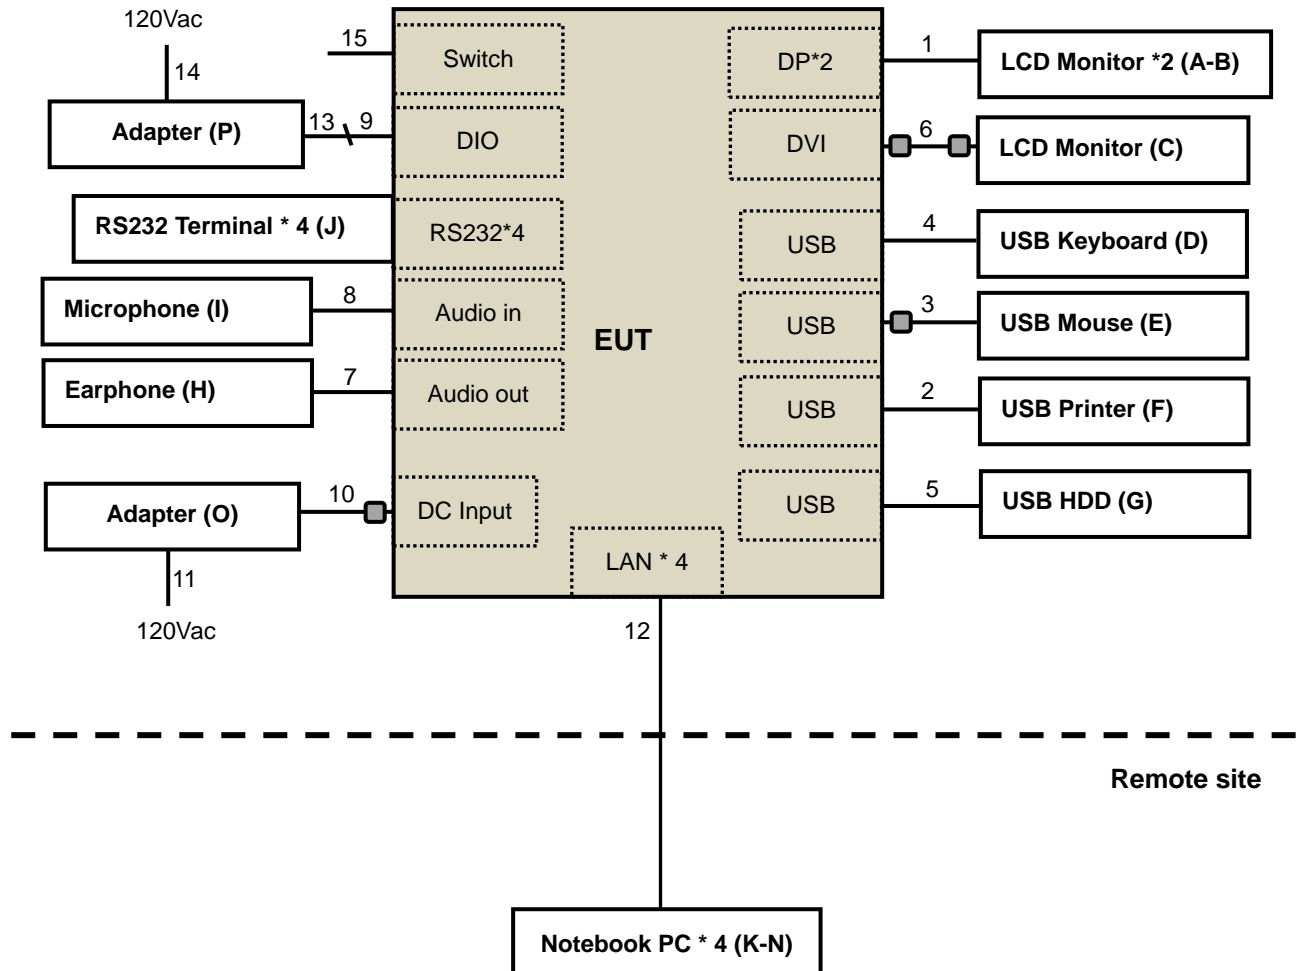 120Vac
14
Adapter (P)
13
9
15
Switch
DIO
RS232 Terminal * 4 (J)
RS232*4
Microphone (I)
8
Audio in
Earphone (H)
7
Audio out
Adapter (O)
10
DC Input
11
120Vac
EUT
LAN * 4
12
DP*2
1
LCD Monitor *2 (A-B)
DVI
6
LCD Monitor (C)
USB
4
USB Keyboard (D)
USB
3
USB Mouse (E)
USB
2
USB Printer (F)
USB
5
USB HDD (G)
Remote site
Notebook PC * 4 (K-N)